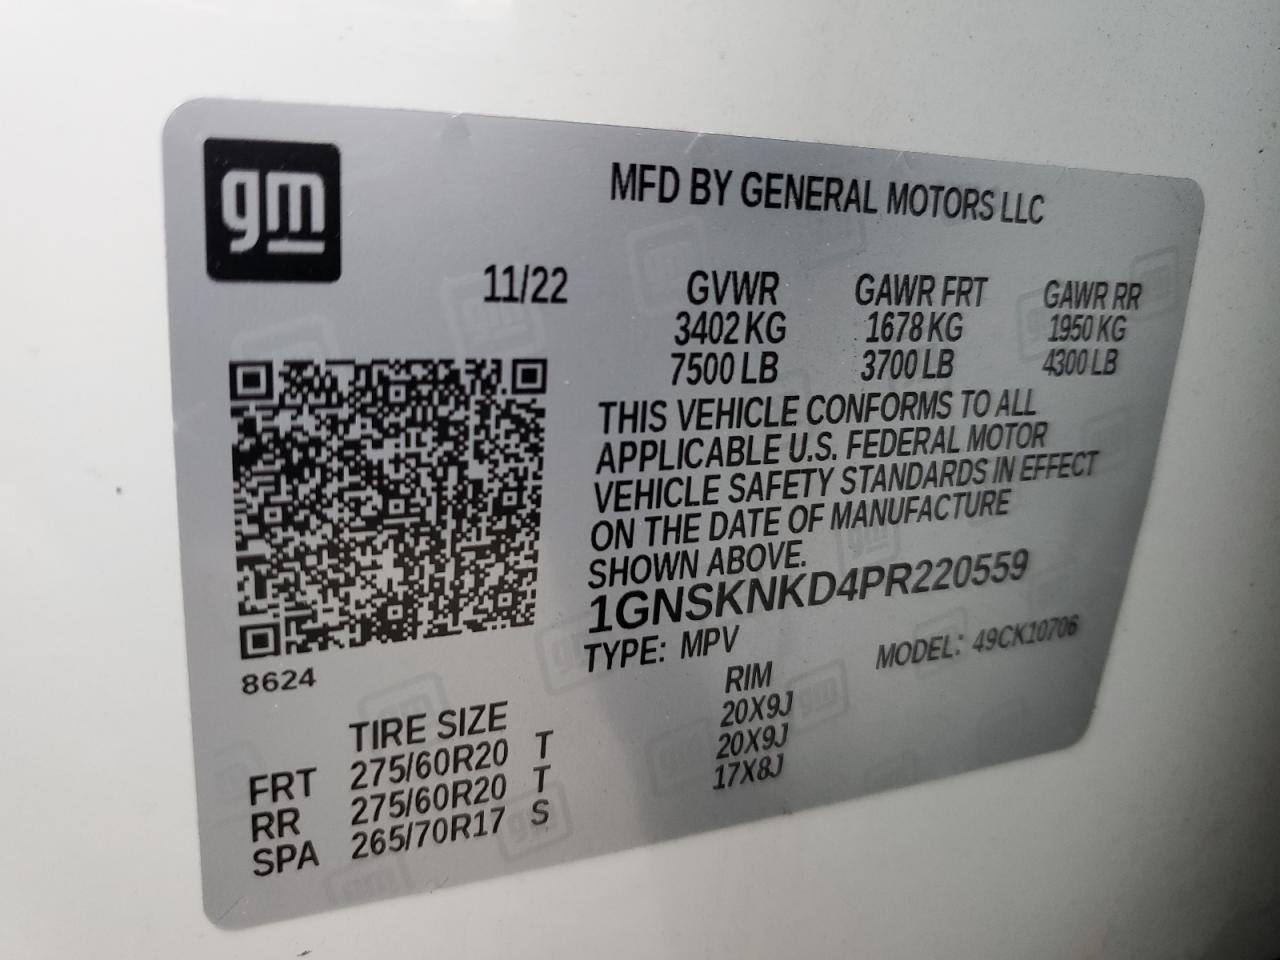 gm
MFD BY GENERAL MOTORS LLC
11/22 GVWR GAWR FRT GAWR RR
3402 KG 1678 KG 1950 KG
7500 LB 3700 LB 4300 LB
THIS VEHICLE CONFORMS TO ALL
APPLICABLE U.S. FEDERAL MOTOR
VEHICLE SAFETY STANDARDS IN EFFECT
ON THE DATE OF MANUFACTURE
SHOWN ABOVE.
1GNSKNKD4PR220559
TYPE: MPV MODEL: 49CK10706
8624
TIRE SIZE RIM
FRT 275/60R20 T 20X9J
RR 275/60R20 T 20X9J
SPA 265/70R17 S 17X8J